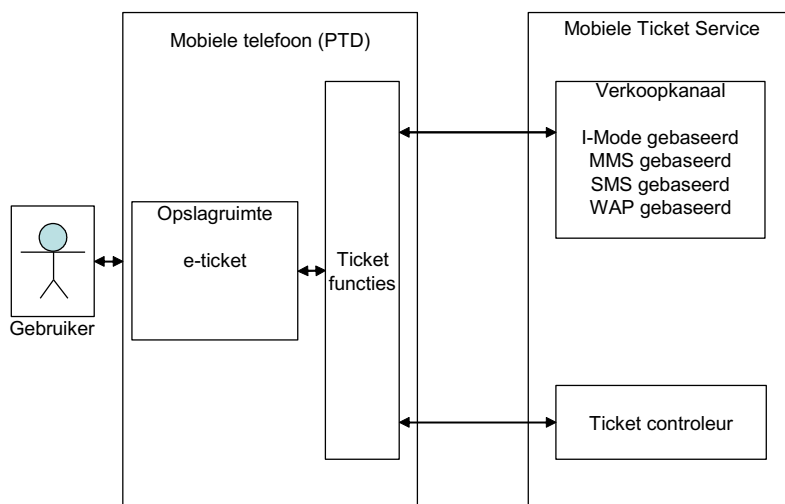 Mobiele telefoon (PTD)
Mobiele Ticket Service
Verkoopkanaal
I-Mode gebaseerd
MMS gebaseerd
SMS gebaseerd
WAP gebaseerd
Opslagruimte
e-ticket
Ticket
functies
Gebruiker
Ticket controleur